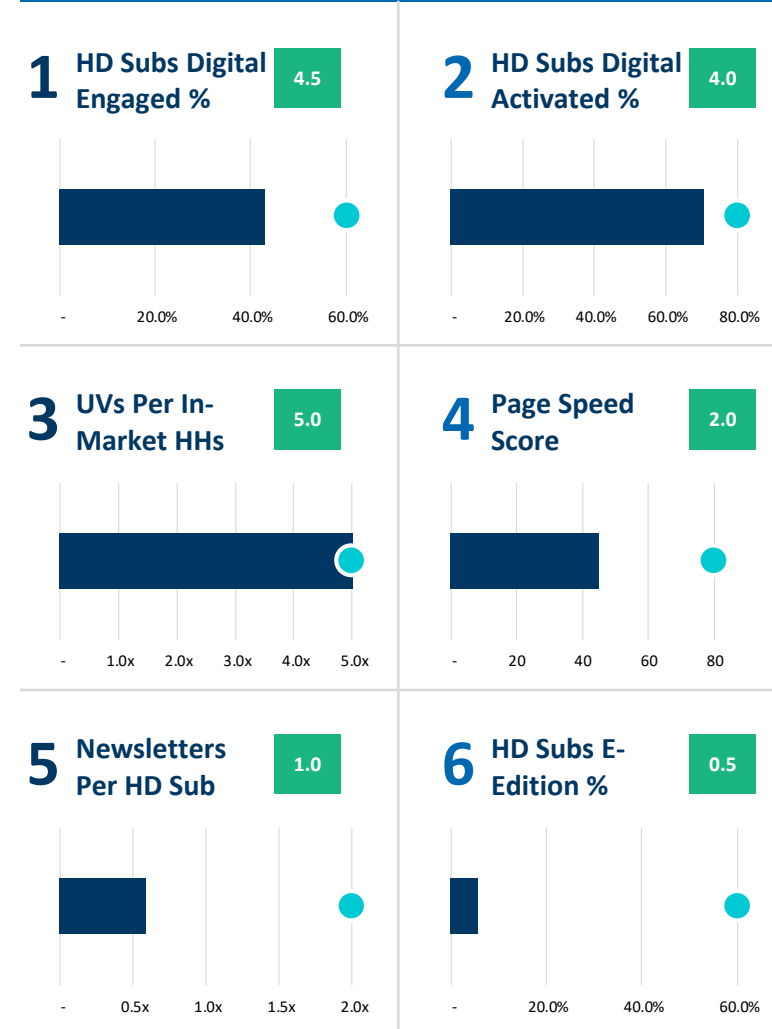 1 HD Subs Digital Engaged % 4.5
2 HD Subs Digital Activated % 4.0
- 20.0% 40.0% 60.0%
- 20.0% 40.0% 60.0% 80.0%
3 UVs Per In-
Market HHs 5.0
4 Page Speed
Score 2.0
- 1.0x 2.0x 3.0x 4.0x 5.0x
- 20 40 60 80
5 Newsletters
Per HD Sub 1.0
6 HD Subs E-
Edition % 0.5
- 0.5x 1.0x 1.5x 2.0x
- 20.0% 40.0% 60.0%